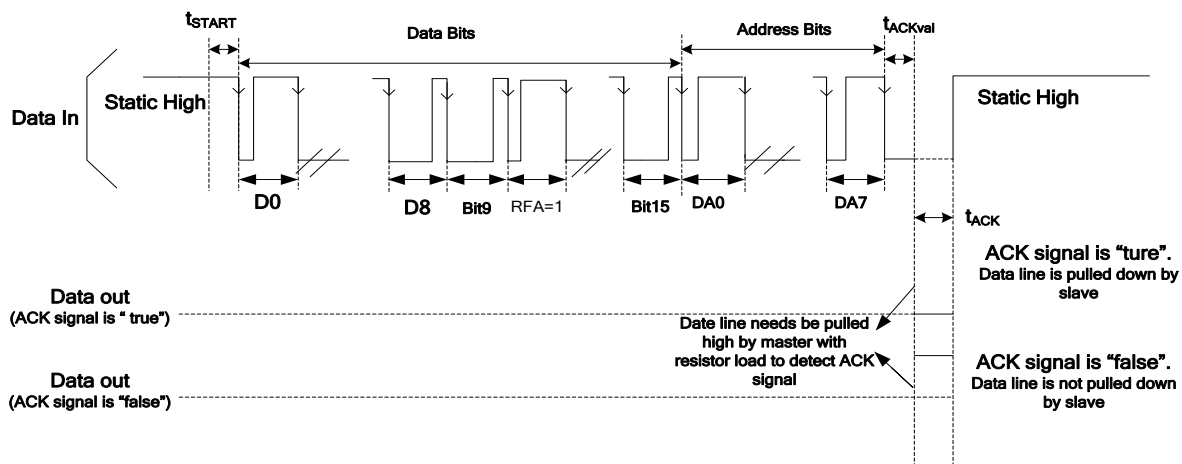 tSTART
Data Bits
Address Bits
tACKval
Data In
Static High
Static High
D0
D8
Bit9
RFA=1
Bit15
DA0
DA7
tACK
ACK signal is "ture".
Data line is pulled down by
slave
Data out
(ACK signal is " true")
Date line needs be pulled
high by master with
resistor load to detect ACK
signal
ACK signal is "false".
Data line is not pulled down
by slave
Data out
(ACK signal is "false")